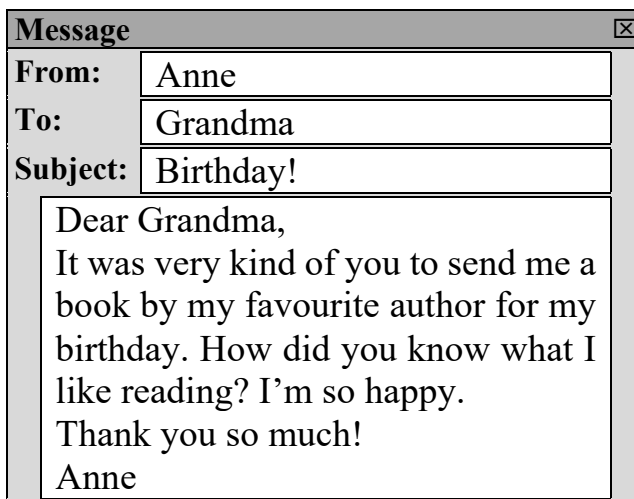 Message
From: Anne
To: Grandma
Subject: Birthday!
Dear Grandma,
It was very kind of you to send me a
book by my favourite author for my
birthday. How did you know what I
like reading? I’m so happy.
Thank you so much!
Anne